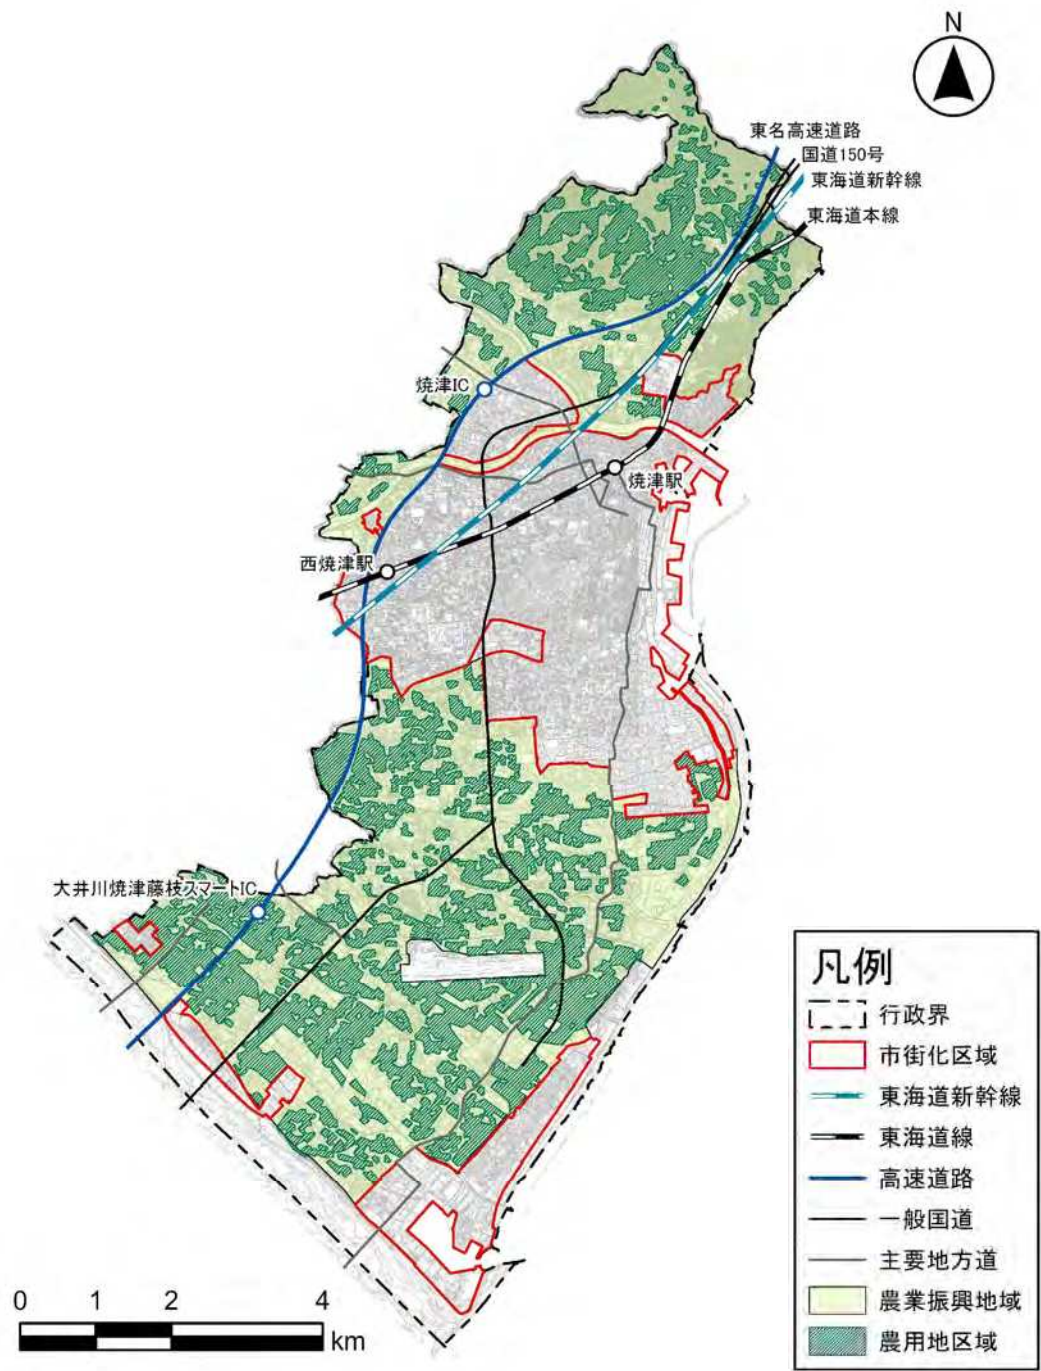 N
東名高速道路
国道150号
東海道新幹線
東海道本線
焼津IC
焼津駅
西焼津駅
大井川焼津藤枝スマートIC
凡例
行政界
市街化区域
東海道新幹線
東海道線
高速道路
一般国道
主要地方道
農業振興地域
農用地区域
0 1 2 4
km